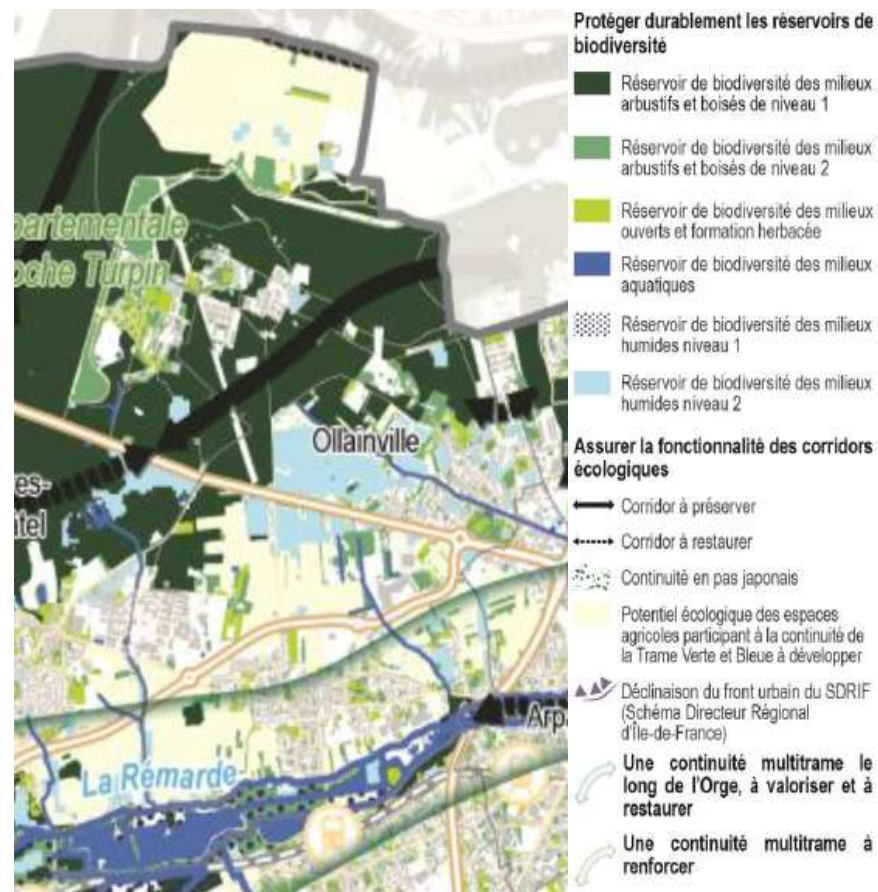 partementale
oche Turpin
Ollainville
es-
tel
La Rémarde
Arp
Protéger durablement les réservoirs de
biodiversité
Réservoir de biodiversité des milieux
arbustifs et boisés de niveau 1
Réservoir de biodiversité des milieux
arbustifs et boisés de niveau 2
Réservoir de biodiversité des milieux
ouverts et formation herbacée
Réservoir de biodiversité des milieux
aquatiques
Réservoir de biodiversité des milieux
humides niveau 1
Réservoir de biodiversité des milieux
humides niveau 2
Assurer la fonctionnalité des corridors
écologiques
Corridor à préserver
Corridor à restaurer
Continuité en pas japonais
Potentiel écologique des espaces
agricoles participant à la continuité de
la Trame Verte et Bleue à développer
Déclinaison du front urbain du SDRIF
(Schéma Directeur Régional
d'Île-de-France)
Une continuité multitrame le
long de l'Orge, à valoriser et à
restaurer
Une continuité multitrame à
renforcer